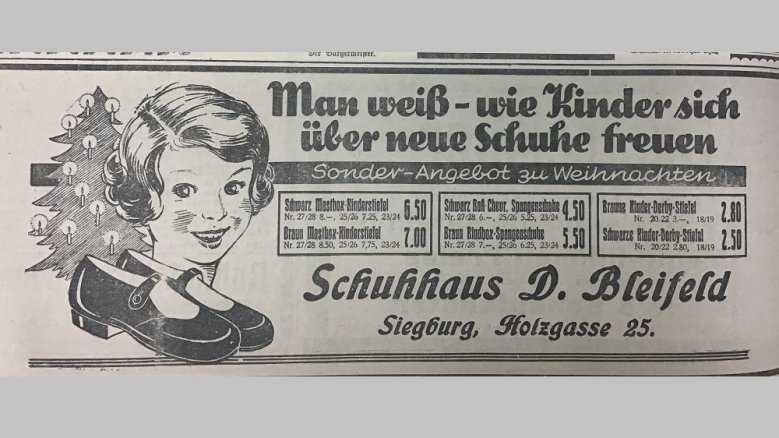 Die Bürgermeister.
Man weiß – wie Kinder sich
über neue Schuhe freuen
Sonder-Angebot zu Weihnachten
Schwarz Mastbox-Kinderstiefel 6.50
Nr. 27/28 8.–, 25/26 7.25, 23/24
Braun Mastbox-Kinderstiefel 7.00
Nr. 27/28 8.50, 25/26 7,75, 23/24
Schwarz Roß-Chevr. Spangenschuhe 4.50
Nr. 27/28 6.–, 25/26 5.25, 23/24
Braun Rindbox-Spangenschuhe 5.50
Nr. 27/28 7.–, 25/26 6.25, 23/24
Braune Kinder-Derby-Stiefel 2.80
Nr. 20/22 3.–, 18/19
Schwarze Kinder-Derby-Stiefel 2.50
Nr. 20/22 2.80, 18/19
Schuhhaus D. Bleifeld
Siegburg, Holzgasse 25.